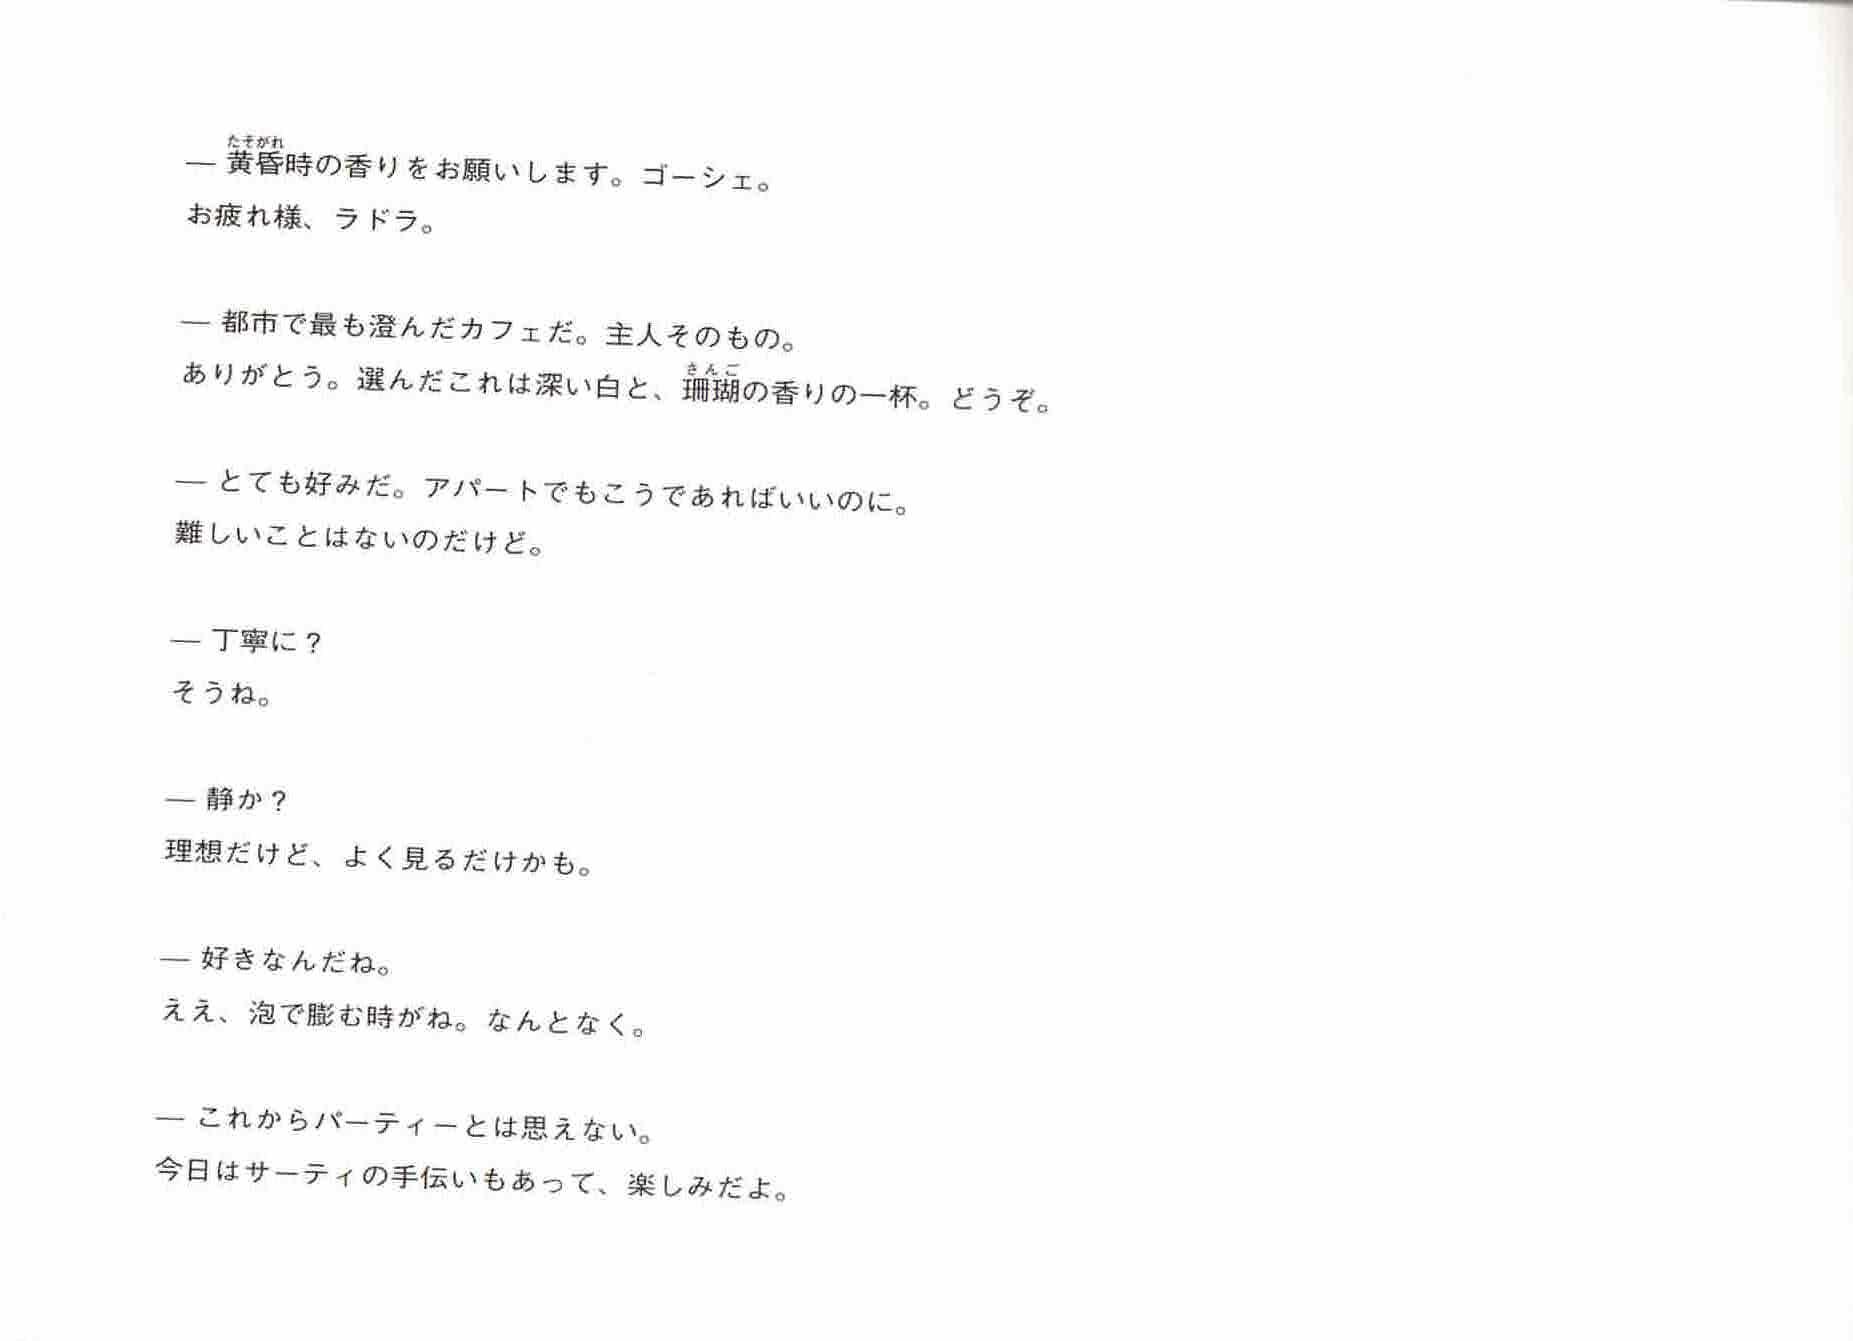 — 黄昏時の香りをお願いします。ゴーシェ。
お疲れ様、ラドラ。
— 都市で最も澄んだカフェだ。主人そのもの。
ありがとう。選んだこれは深い白と、珊瑚の香りの一杯。どうぞ。
— とても好みだ。アパートでもこうであればいいのに。
難しいことはないのだけど。
— 丁寧に？
そうね。
— 静か？
理想だけど、よく見るだけかも。
— 好きなんだね。
ええ、泡で膨む時がね。なんとなく。
— これからパーティーとは思えない。
今日はサーティの手伝いもあって、楽しみだよ。